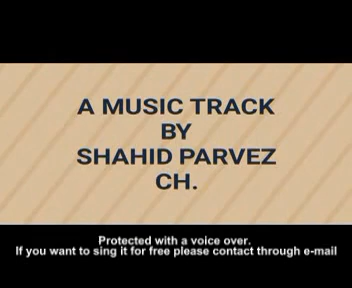 A MUSIC TRACK
BY
SHAHID PARVEZ
CH.
Protected with a voice over.
If you want to sing it for free please contact through e-mail